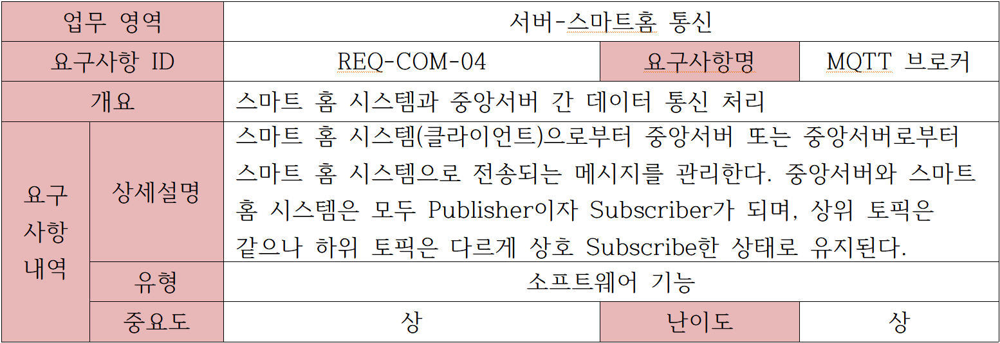 업무 영역
서버-스마트홈 통신
요구사항 ID
REQ-COM-04
요구사항명
MQTT 브로커
개요
스마트 홈 시스템과 중앙서버 간 데이터 통신 처리
요구
사항
내역
상세설명
스마트 홈 시스템(클라이언트)으로부터 중앙서버 또는 중앙서버로부터
스마트 홈 시스템으로 전송되는 메시지를 관리한다. 중앙서버와 스마트
홈 시스템은 모두 Publisher이자 Subscriber가 되며, 상위 토픽은
같으나 하위 토픽은 다르게 상호 Subscribe한 상태로 유지된다.
유형
소프트웨어 기능
중요도
상
난이도
상